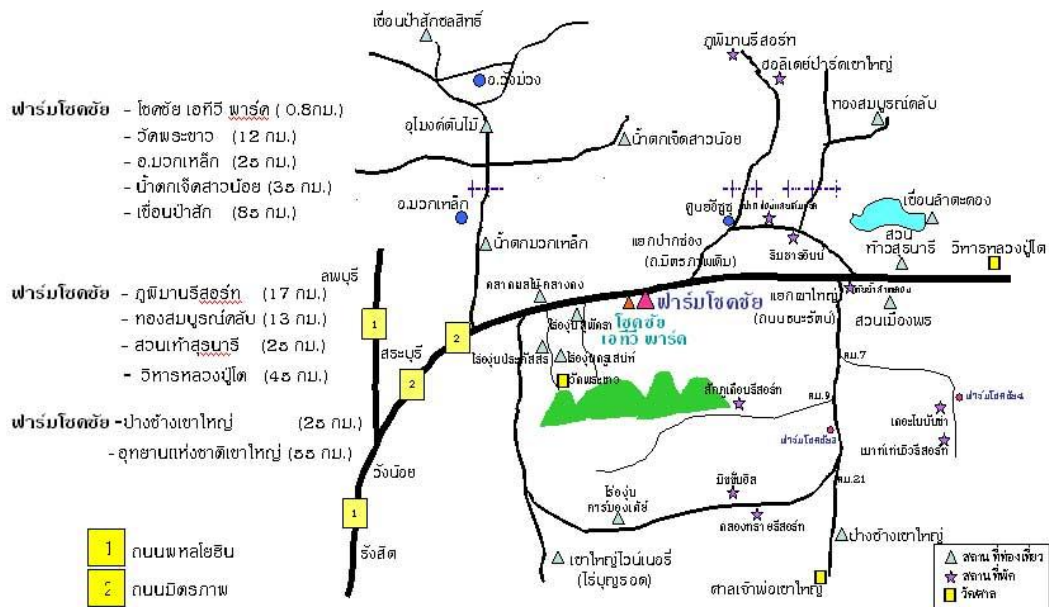 ฟาร์มโชคชัย - โชคชัย เอทีวี พาร์ค ( 0.8กม.)
- วัดพระขาว (12 กม.)
- อ.มวกเหล็ก (25 กม.)
- น้ำตกเจ็ดสาวน้อย (35 กม.)
- เขื่อนป่าสัก (85 กม.)
ฟาร์มโชคชัย - ภูพิมานรีสอร์ท (17 กม.)
- ทองสมบูรณ์คลับ (13 กม.)
- สวนเท้าสุรนารี (25 กม.)
- วิหารหลวงปู่โต (45 กม.)
ฟาร์มโชคชัย -ปางช้างเขาใหญ่ (25 กม.)
-อุทยานแห่งชาติเขาใหญ่ (55 กม.)
1 ถนนพหลโยธิน
2 ถนนมิตรภาพ
เขื่อนป่าสักชลสิทธิ์
อ.วังม่วง
อุโมงค์ต้นไม้
น้ำตกเจ็ดสาวน้อย
อ.มวกเหล็ก
น้ำตกมวกเหล็ก
ภูพิมานรีสอร์ท
ฮอลิเดย์ปาร์คเขาใหญ่
ทองสมบูรณ์คลับ
ศูนย์อีซูซุ
แยกปากช่อง
(ถ.มิตรภาพเดิม)
ริมธารอินน์
เขื่อนลำตะคอง
สวน
ท้าวสุรนารี
วิหารหลวงปู่โต
ลพบุรี
1
สระบุรี
2
2
วังน้อย
1
รังสิต
ตลาดผลไม้กลางดง
ฟาร์มโชคชัย
โชคชัย
เอทีวี พาร์ค
แยกผาใหญ่
(ถนนธนะรัตน์)
สวนเมืองพร
ไร่องุ่นสุพัตรา
ไร่องุ่นประภัสสร
ไร่องุ่นครูเสน่ห์
วัดพระขาว
สักภูเดือนรีสอร์ท
กม.7
กม.9
ฟาร์มโชคชัย3
ฟาร์มโชคชัย4
เดอะโบนันซ่า
เมาท์เท่นวิวรีสอร์ท
กม.21
มิชชั่นฮิล
คลองทรายรีสอร์ท
ไร่องุ่น
การ์มองเต้ย์
เขาใหญ่ไวน์เนอรี่
(ไร่บุญรอด)
ปางช้างเขาใหญ่
ศาลเจ้าพ่อเขาใหญ่
สถานที่ท่องเที่ยว
สถานที่พัก
วัด/ศาล